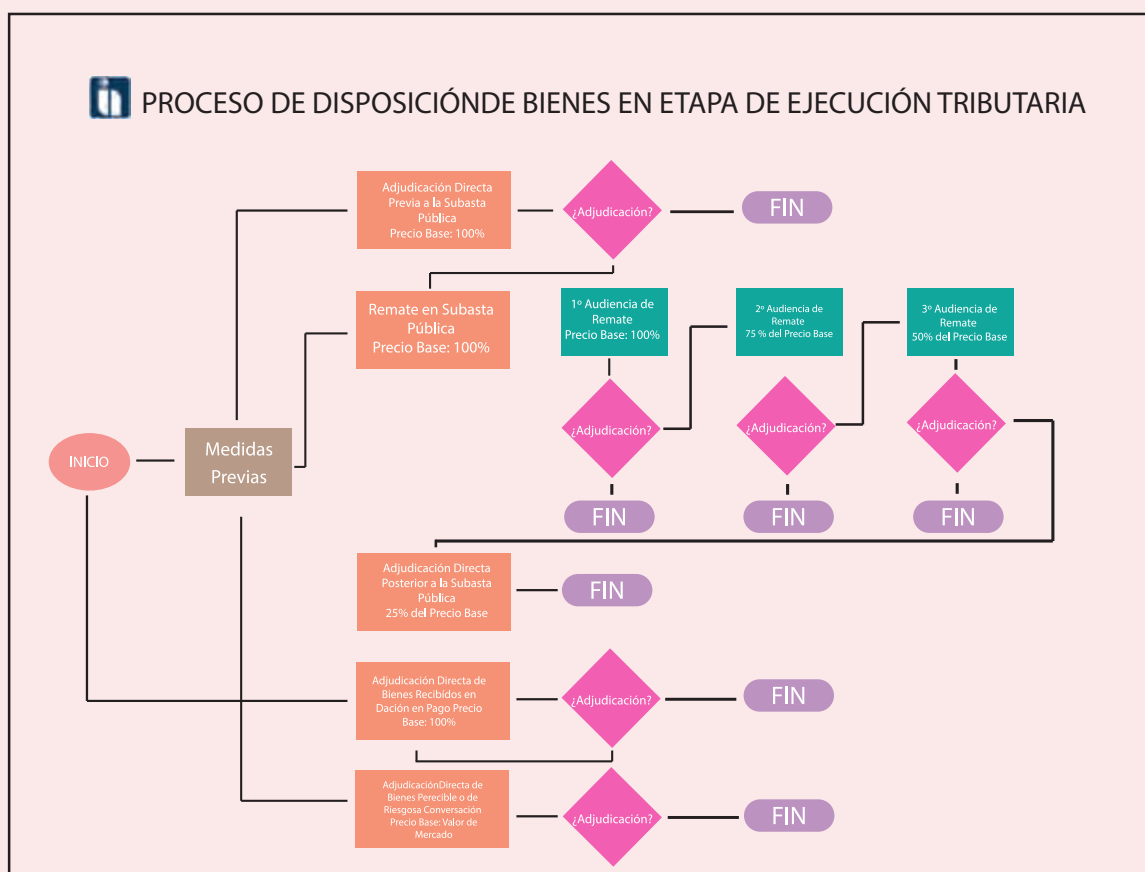 in
PROCESO DE DISPOSICIÓNDE BIENES EN ETAPA DE EJECUCIÓN TRIBUTARIA
Adjudicación Directa
Previa a la Subasta
Pública
Precio Base: 100%
¿Adjudicación?
FIN
Remate en Subasta
Pública
Precio Base: 100%
1º Audiencia de
Remate
Precio Base: 100%
2º Audiencia de
Remate
75 % del Precio Base
3º Audiencia de
Remate
50% del Precio Base
¿Adjudicación?
¿Adjudicación?
¿Adjudicación?
INICIO
Medidas
Previas
FIN
FIN
FIN
Adjudicación Directa
Posterior a la Subasta
Pública
25% del Precio Base
FIN
Adjudicación Directa de
Bienes Recibídos en
Dación en Pago Precio
Base: 100%
¿Adjudicación?
FIN
AdjudicaciónDirecta de
Bienes Perecible o de
Riesgosa Conversación
Precio Base: Valor de
Mercado
¿Adjudicación?
FIN